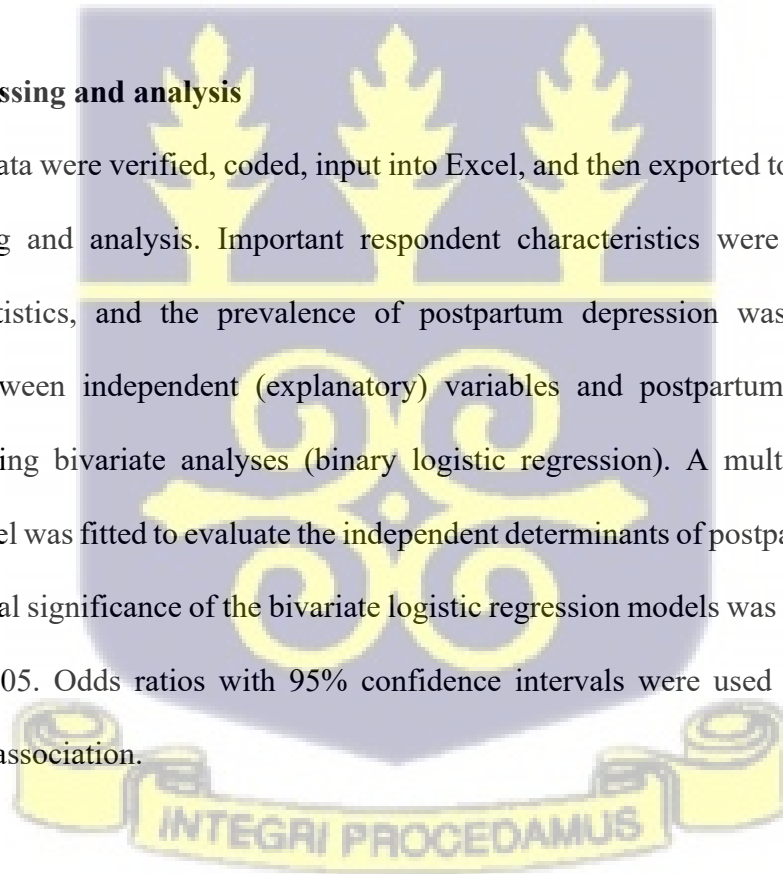 ssing and analysis
ata were verified, coded, input into Excel, and then exported to
g and analysis. Important respondent characteristics were
tistics, and the prevalence of postpartum depression was
ween independent (explanatory) variables and postpartum
ing bivariate analyses (binary logistic regression). A mult
el was fitted to evaluate the independent determinants of postpa
al significance of the bivariate logistic regression models was
05. Odds ratios with 95% confidence intervals were used
association.
INTEGRI PROCEDAMUS